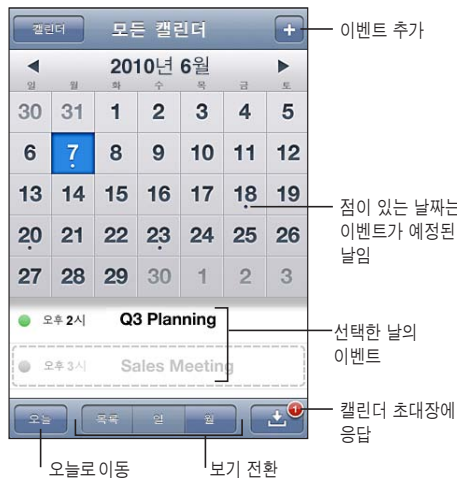 캘린더 모든 캘린더 +
이벤트 추가
2010년 6월
일 월 화 수 목 금 토
30 31 1 2 3 4 5
6 7 8 9 10 11 12
13 14 15 16 17 18 19
20 21 22 23 24 25 26
27 28 29 30 1 2 3
점이 있는 날짜는
이벤트가 예정된
날임
오후 2시 Q3 Planning
오후 3시 Sales Meeting
선택한 날의
이벤트
오늘 목록 일 월 1
캘린더 초대장에
응답
오늘로 이동
보기 전환